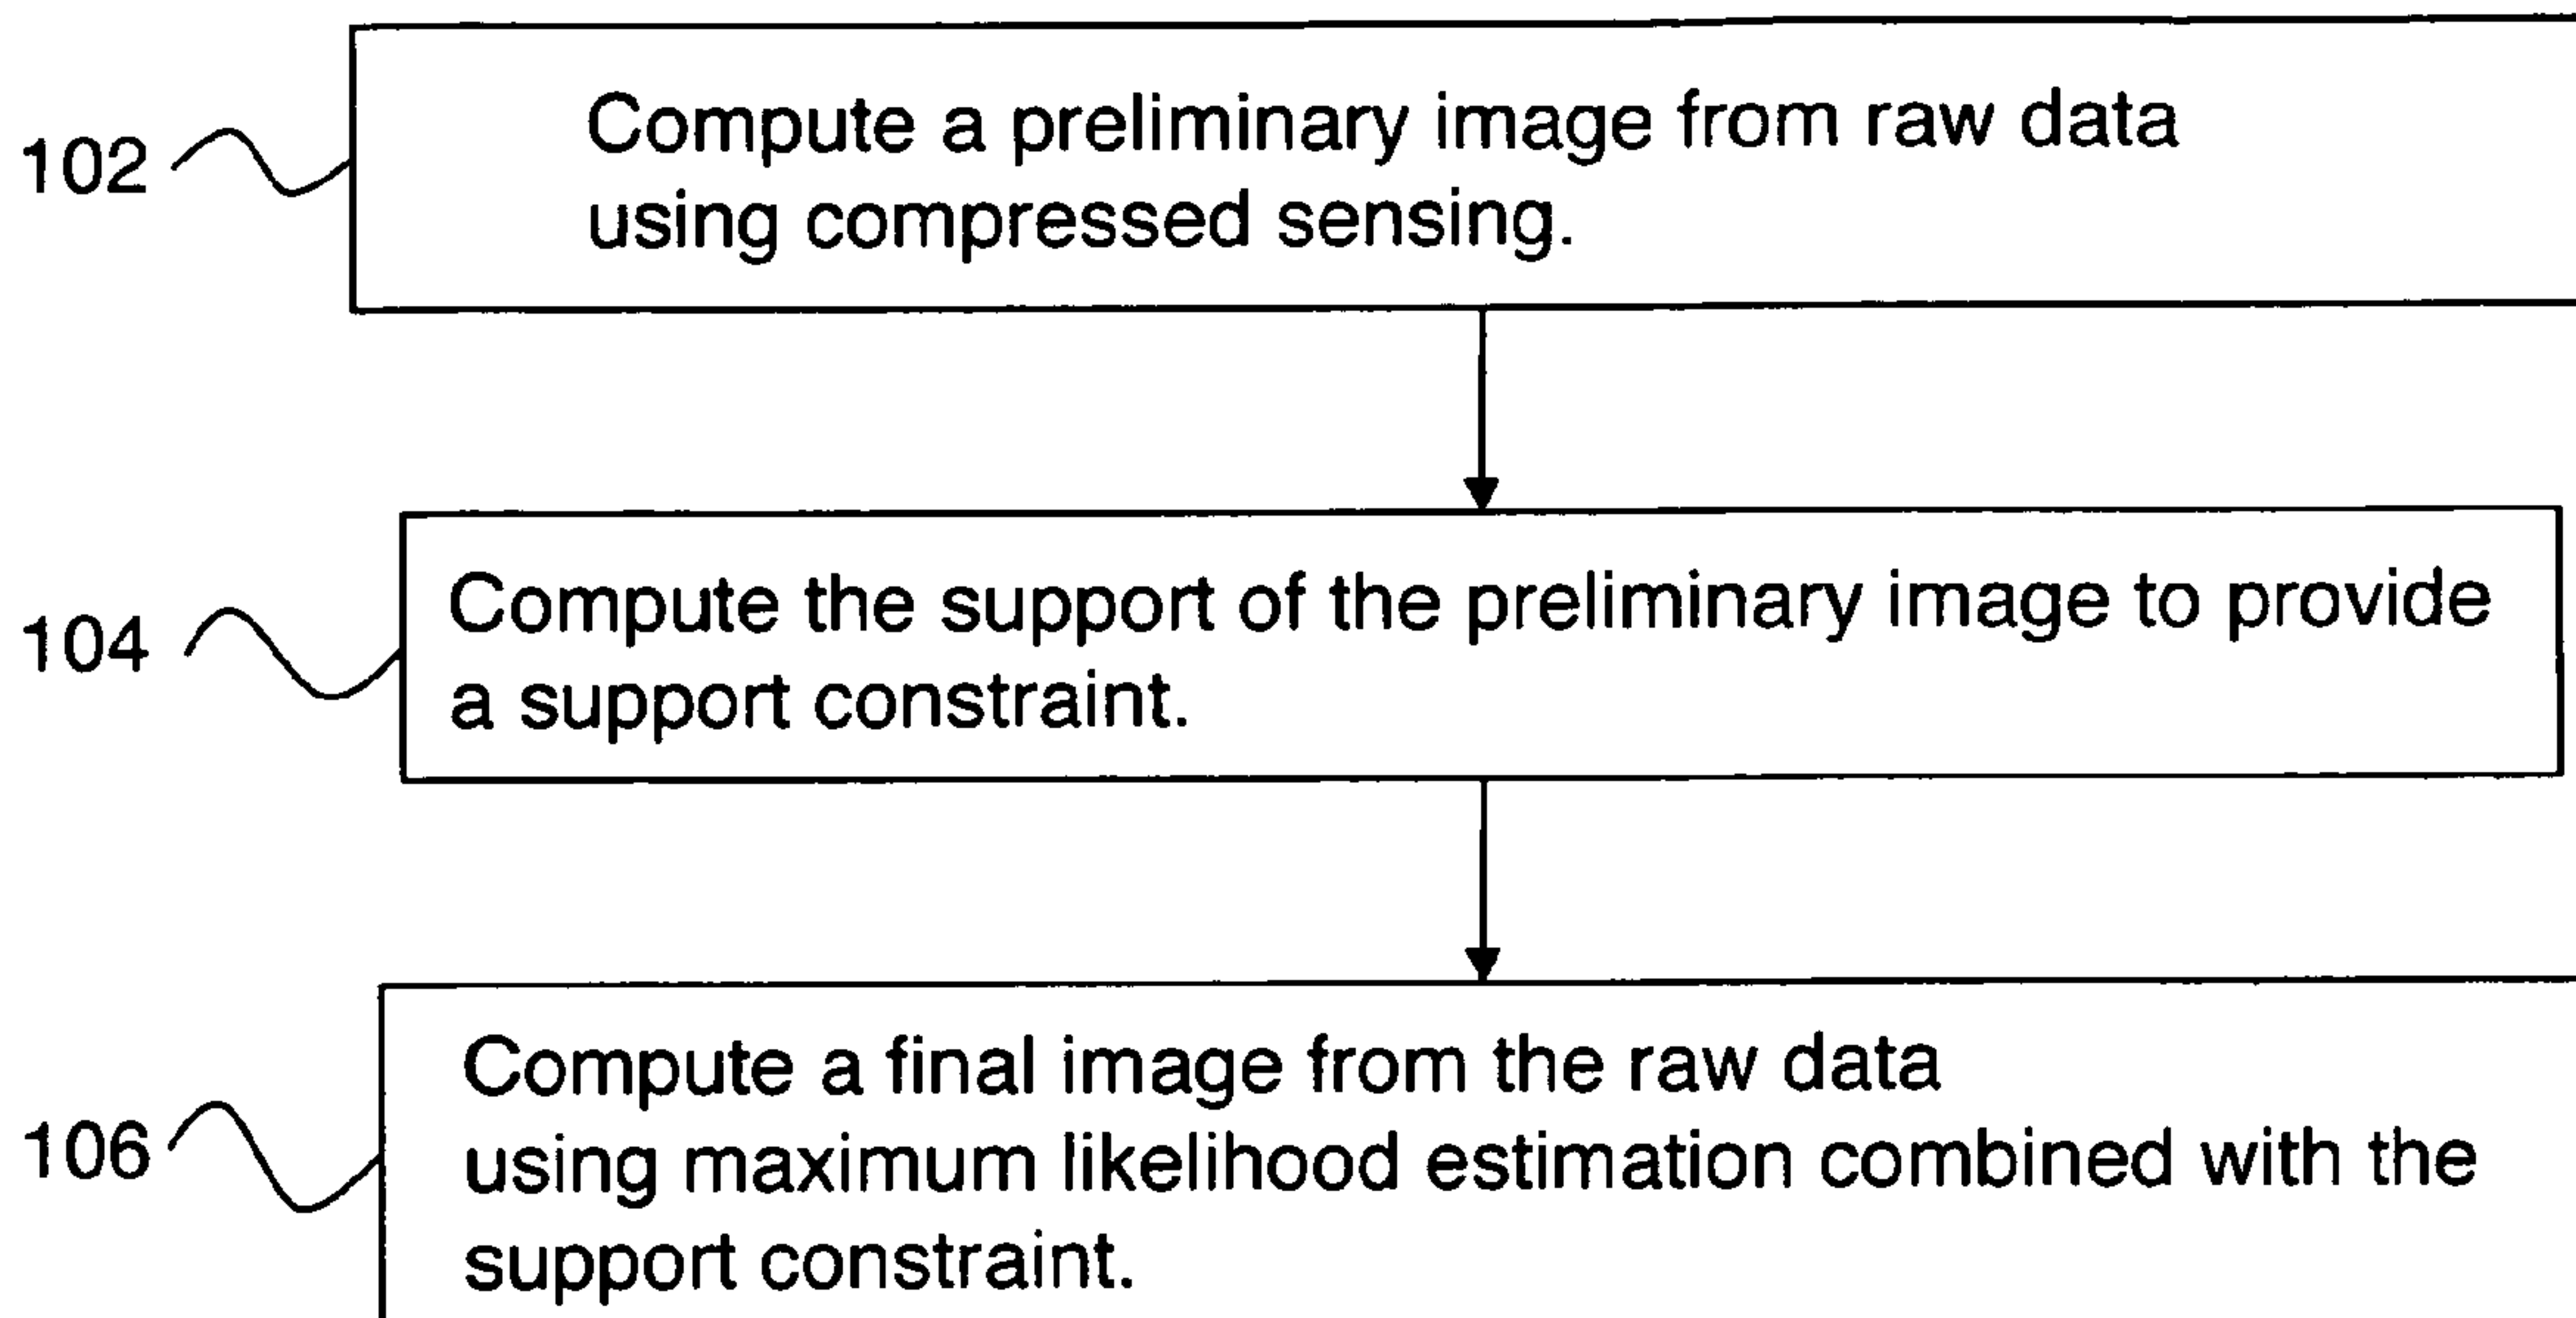 102
Compute a preliminary image from raw data
using compressed sensing.
104
Compute the support of the preliminary image to provide
a support constraint.
106
Compute a final image from the raw data
using maximum likelihood estimation combined with the
support constraint.